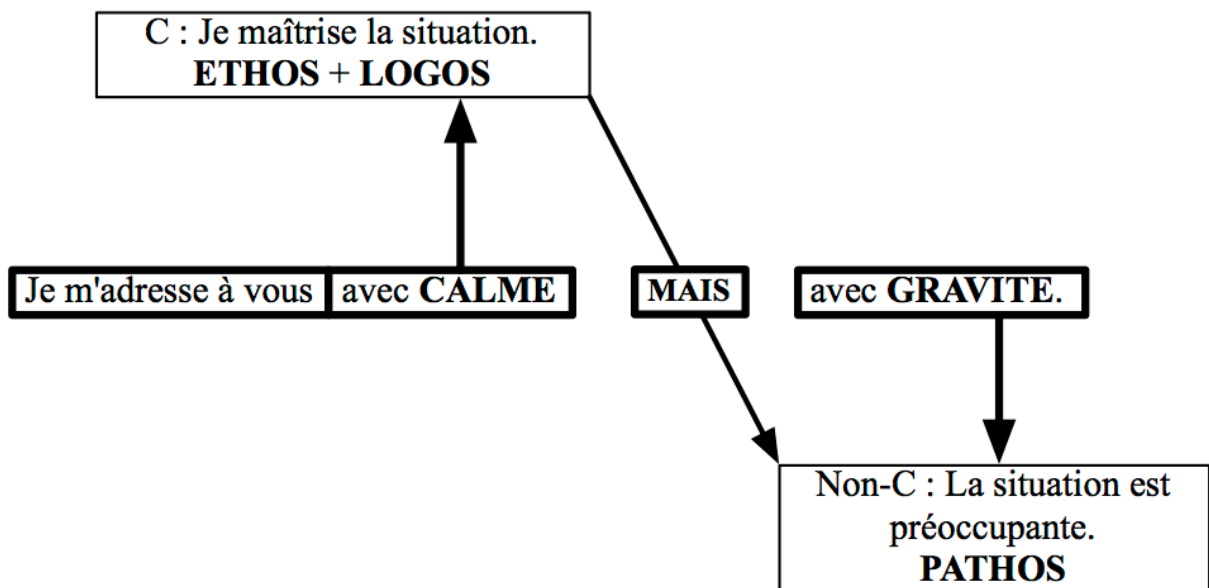 C : Je maîtrise la situation.
ETHOS + LOGOS
Je m'adresse à vous avec CALME MAIS avec GRAVITE.
Non-C : La situation est
préoccupante.
PATHOS